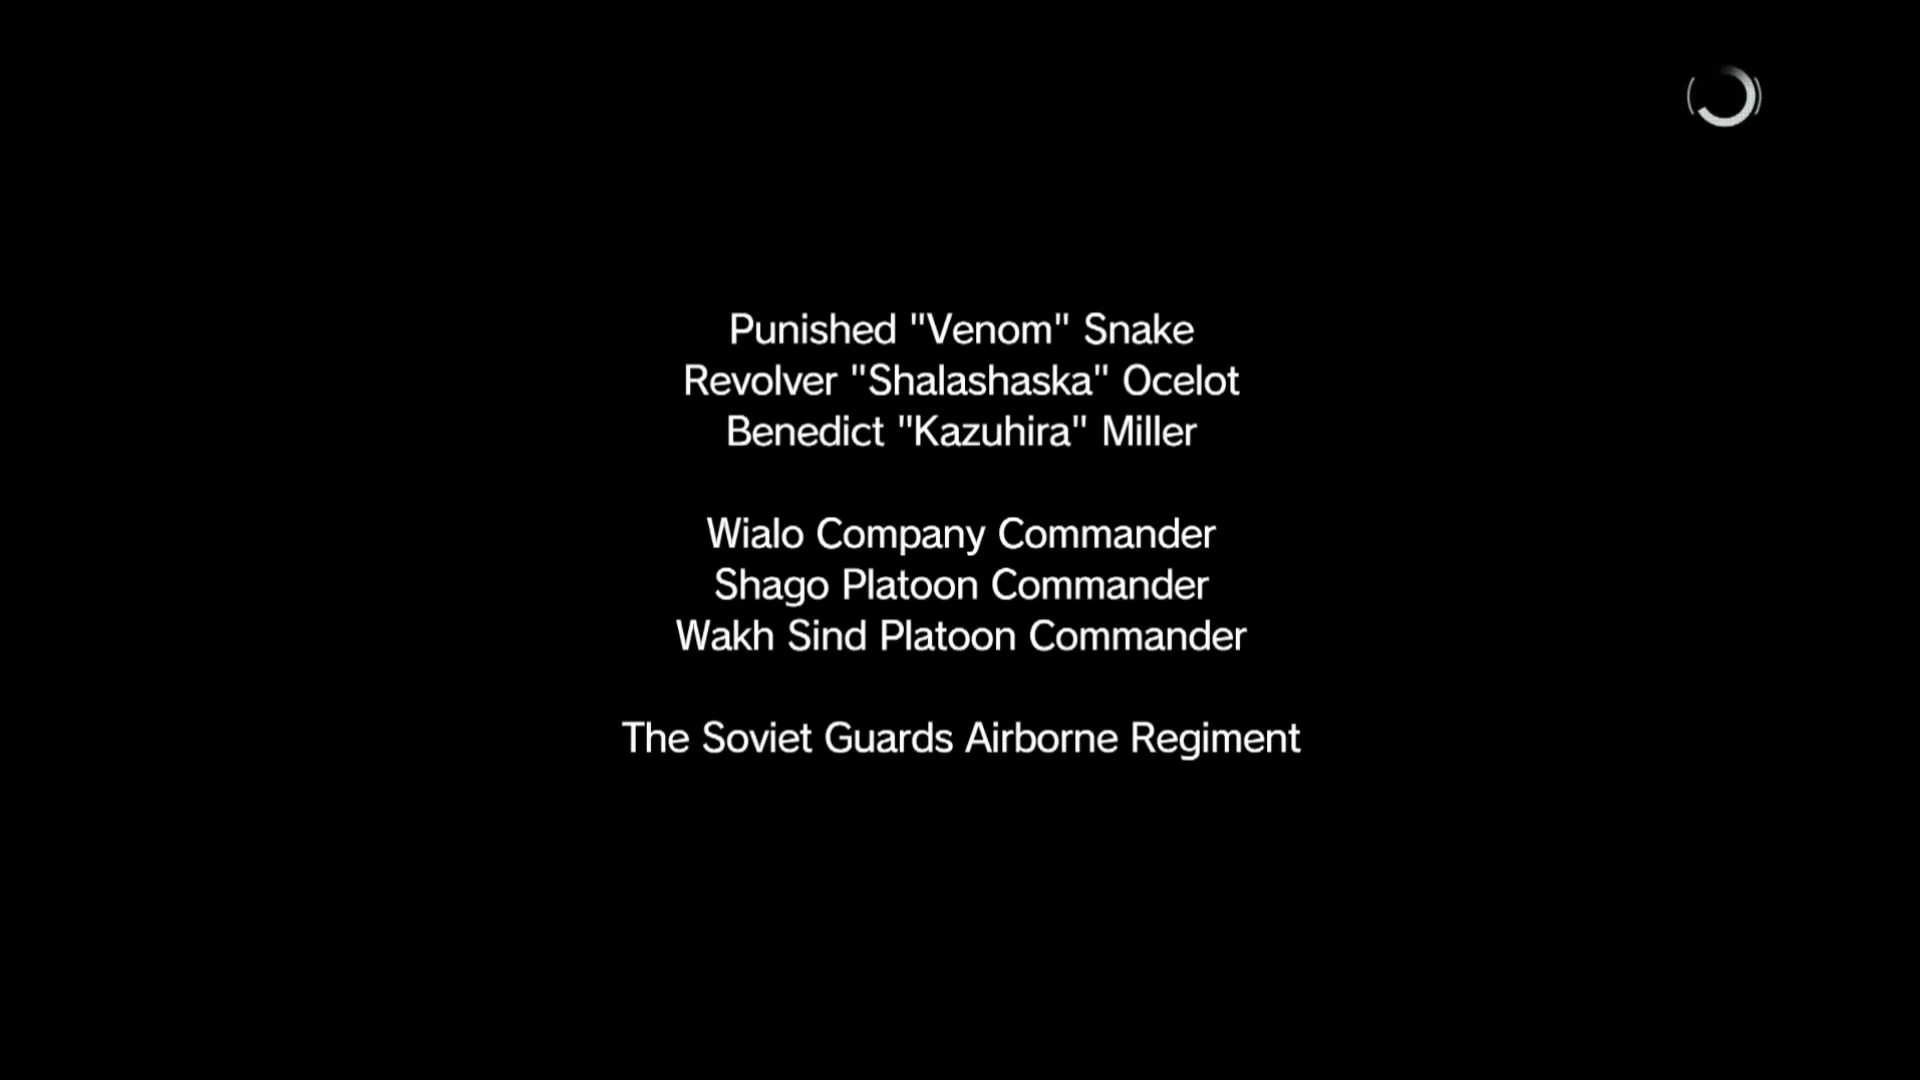 Punished "Venom" Snake
Revolver "Shalashaska" Ocelot
Benedict "Kazuhira" Miller
Wialo Company Commander
Shago Platoon Commander
Wakh Sind Platoon Commander
The Soviet Guards Airborne Regiment